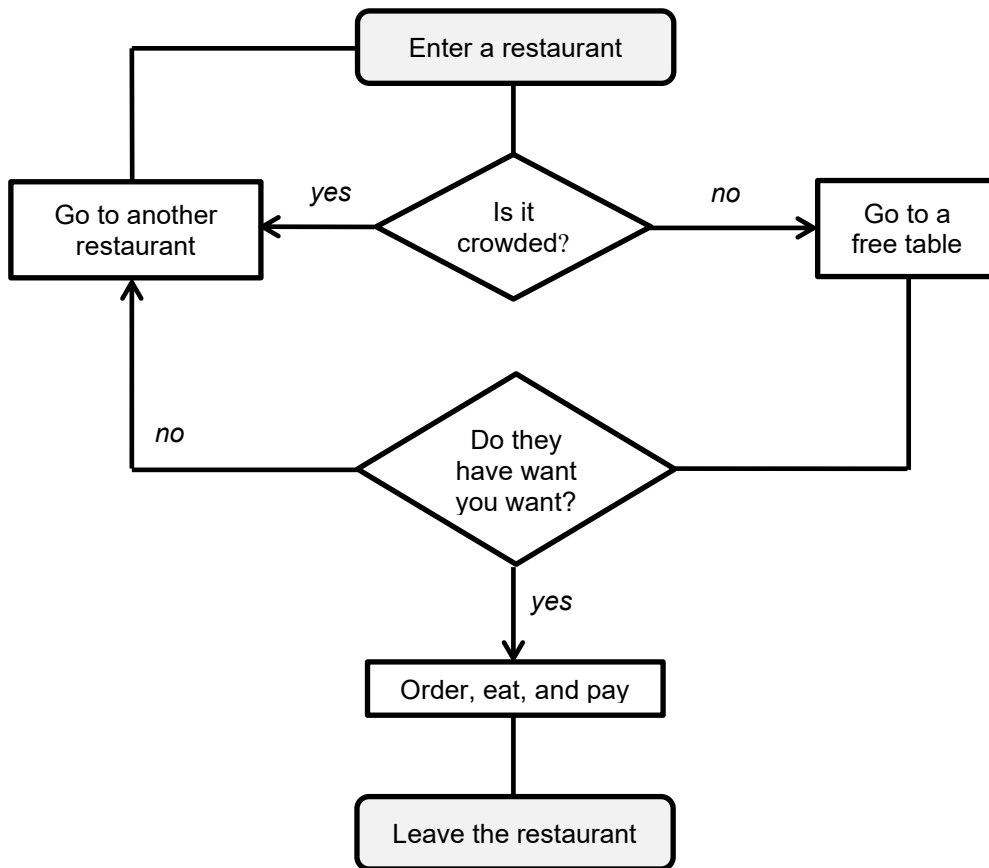 Enter a restaurant
yes
no
Go to another
restaurant
Is it
crowded?
Go to a
free table
no
Do they
have want
you want?
yes
Order, eat, and pay
Leave the restaurant